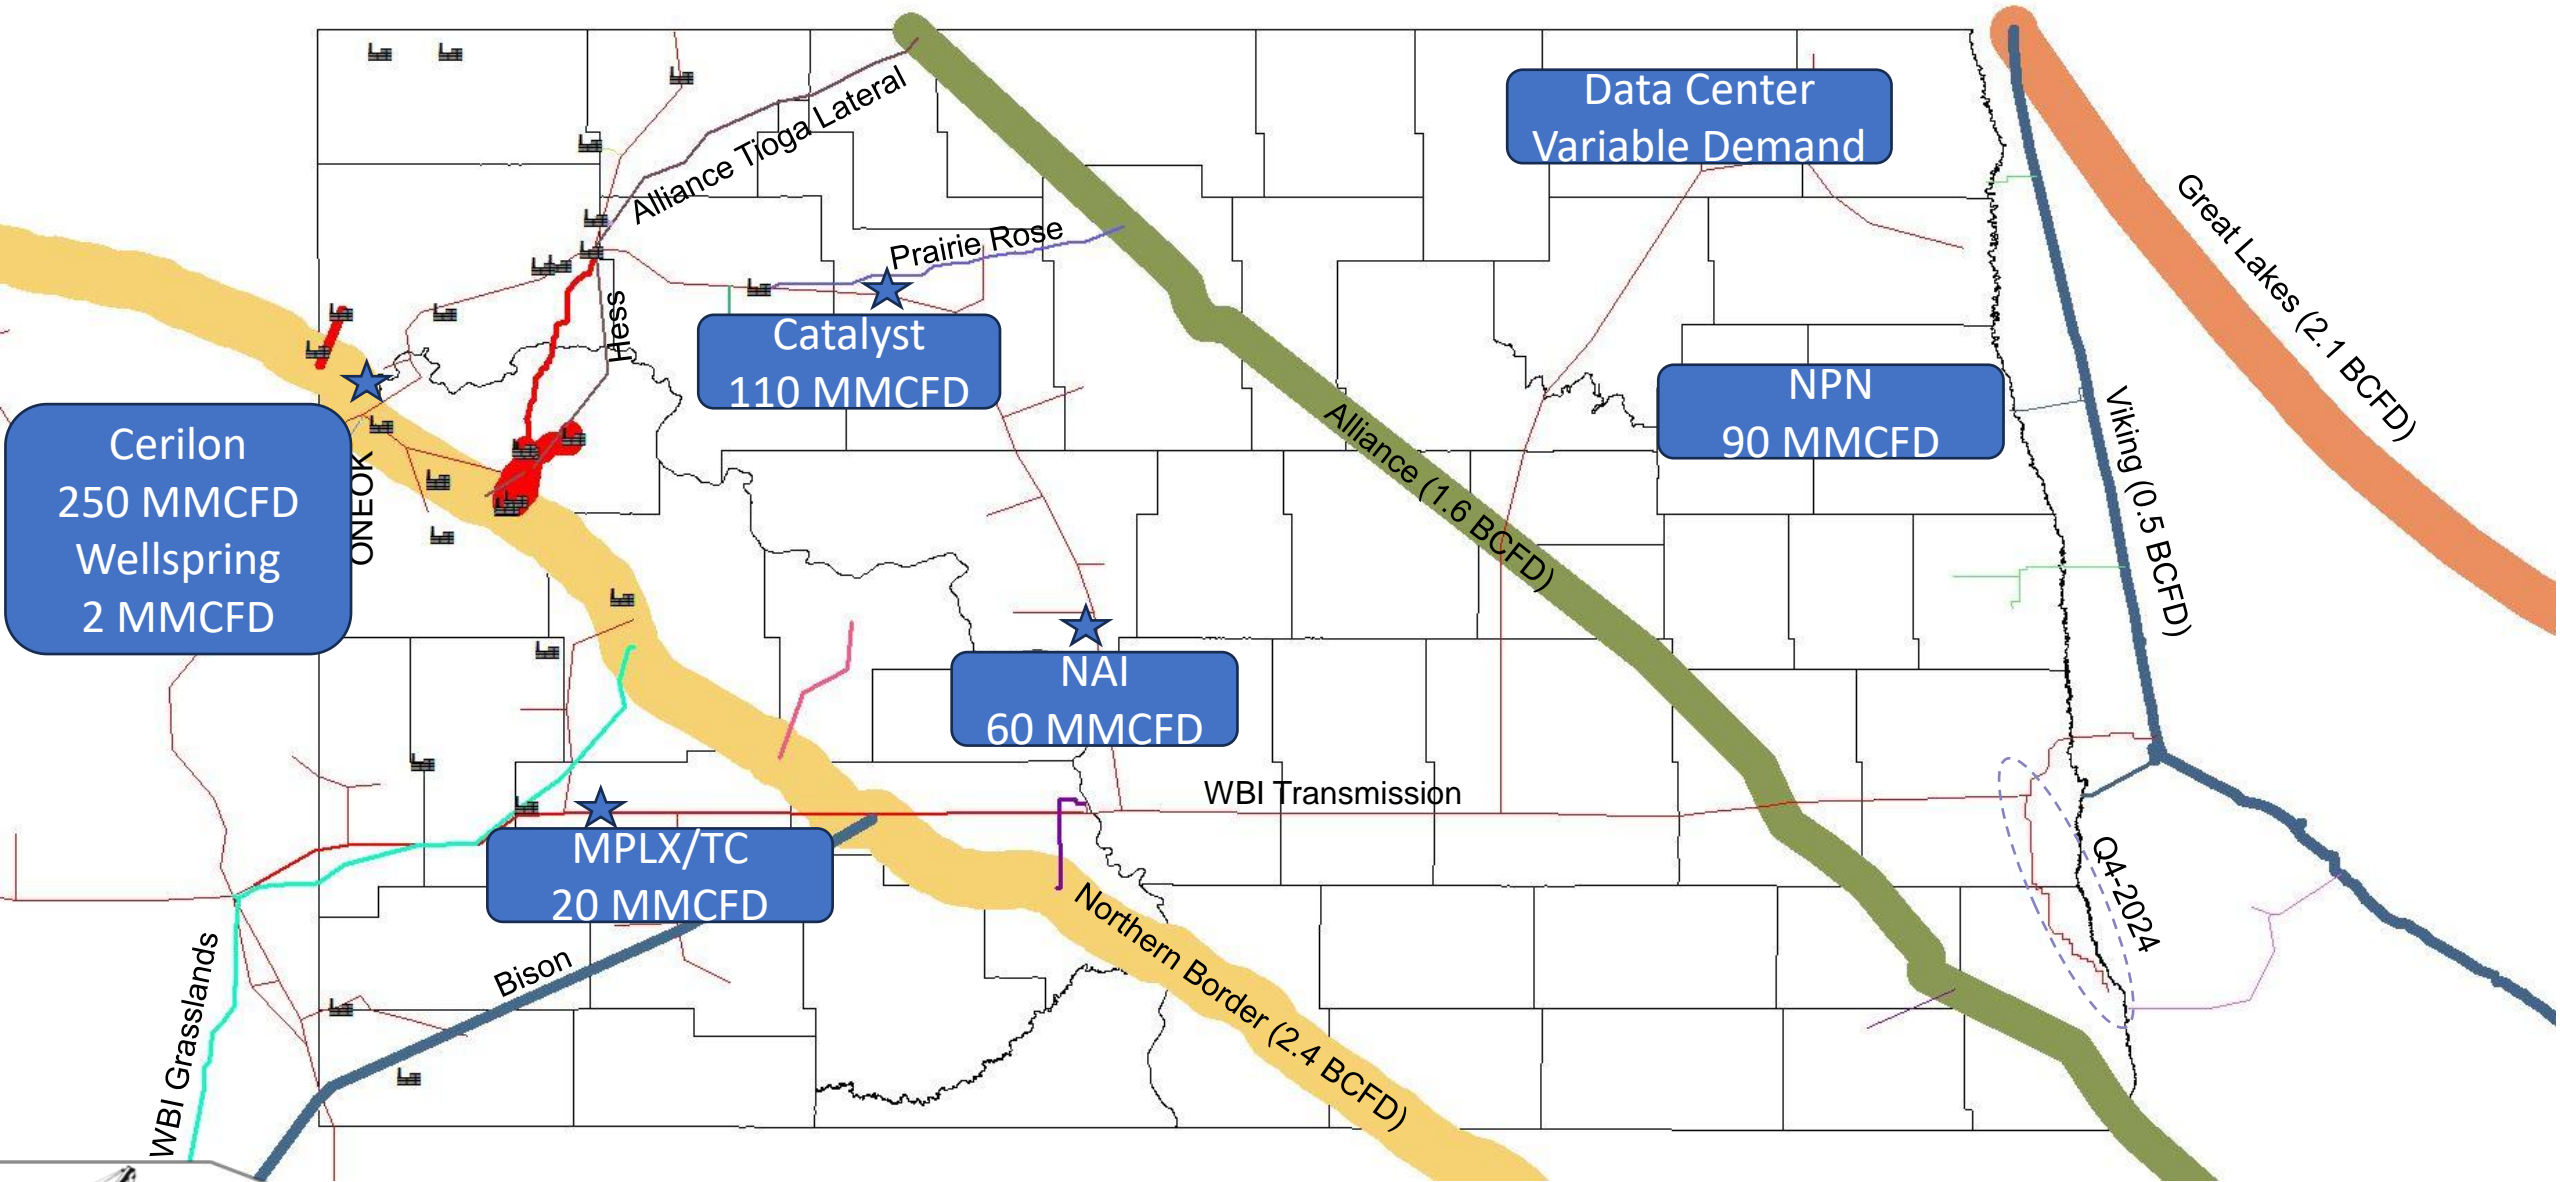 Data Center
Variable Demand
Alliance Tioga Lateral
Great Lakes (2.1 BCFD)
Prairie Rose
Hess
Catalyst
110 MMCFD
NPN
90 MMCFD
Alliance (1.6 BCFD)
Viking (0.5 BCFD)
Cerilon
250 MMCFD
Wellspring
2 MMCFD
ONEOK
NAI
60 MMCFD
WBI Transmission
MPLX/TC
20 MMCFD
Q4-2024
Northern Border (2.4 BCFD)
Bison
WBI Grasslands